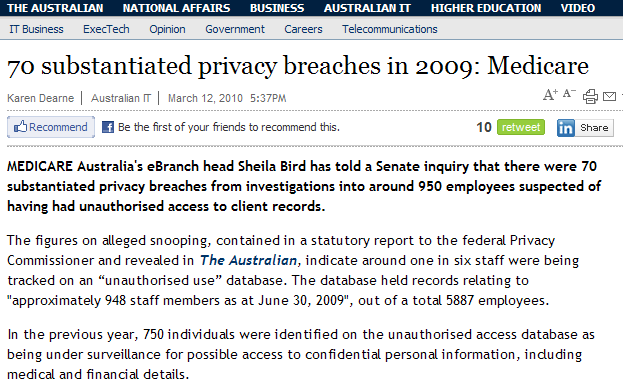 THE AUSTRALIAN NATIONAL AFFAIRS BUSINESS AUSTRALIAN IT HIGHER EDUCATION VIDEO
IT Business ExecTech Opinion Government Careers Telecommunications
70 substantiated privacy breaches in 2009: Medicare
Karen Dearne | Australian IT | March 12, 2010 5:37PM A+ A-
Recommend Be the first of your friends to recommend this. 10 retweet in Share
MEDICARE Australia's eBranch head Sheila Bird has told a Senate inquiry that there were 70
substantiated privacy breaches from investigations into around 950 employees suspected of
having had unauthorised access to client records.
The figures on alleged snooping, contained in a statutory report to the federal Privacy
Commissioner and revealed in The Australian, indicate around one in six staff were being
tracked on an “unauthorised use” database. The database held records relating to
"approximately 948 staff members as at June 30, 2009", out of a total 5887 employees.
In the previous year, 750 individuals were identified on the unauthorised access database as
being under surveillance for possible access to confidential personal information, including
medical and financial details.